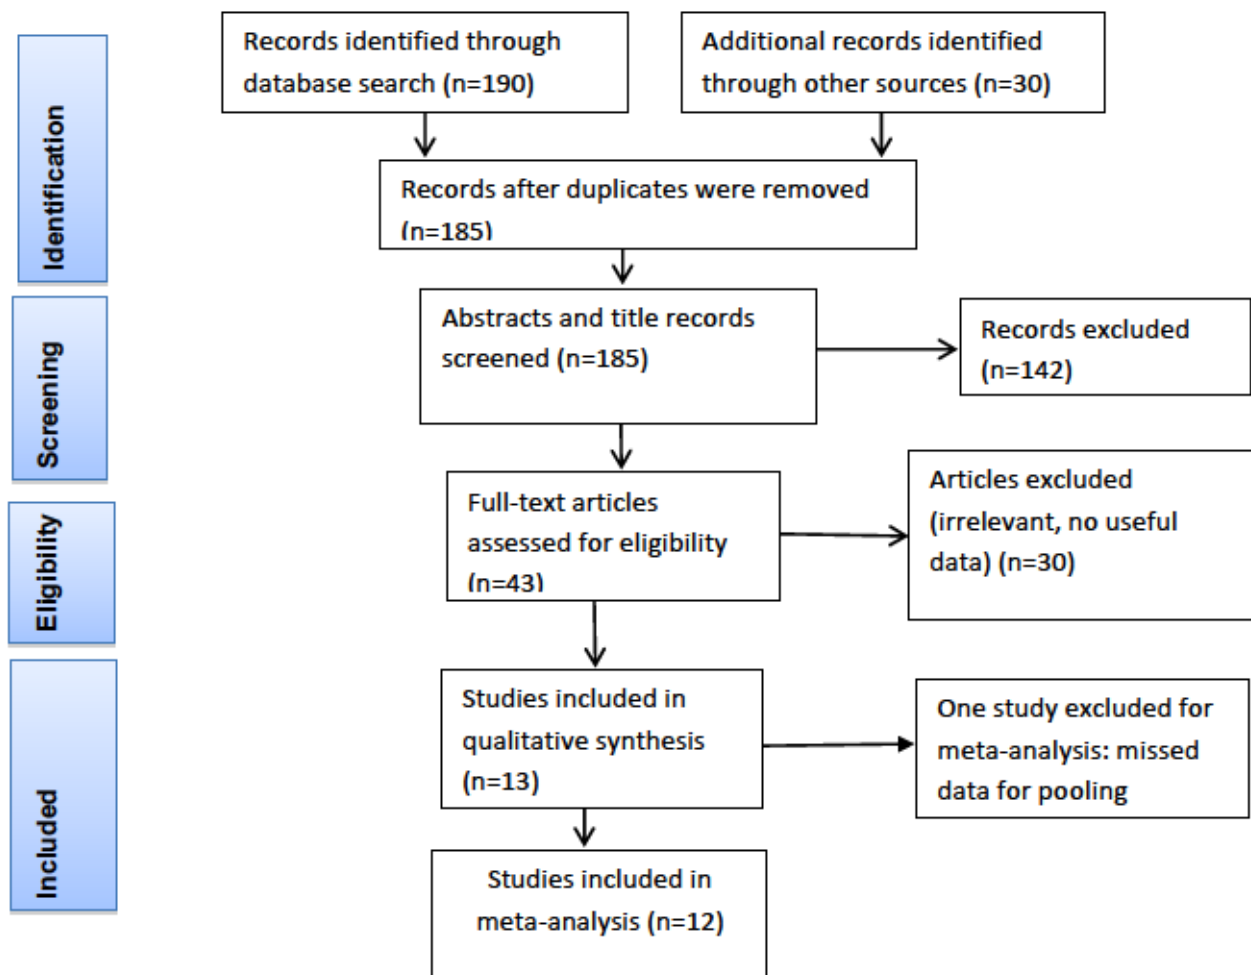 Records identified through
database search (n=190)
Additional records identified
through other sources (n=30)
Identification
Records after duplicates were removed
(n=185)
Abstracts and title records
screened (n=185)
Records excluded
(n=142)
Screening
Full-text articles
assessed for eligibility
(n=43)
Articles excluded
(irrelevant, no useful
data) (n=30)
Eligibility
Studies included in
qualitative synthesis
(n=13)
One study excluded for
meta-analysis: missed
data for pooling
Included
Studies included in
meta-analysis (n=12)